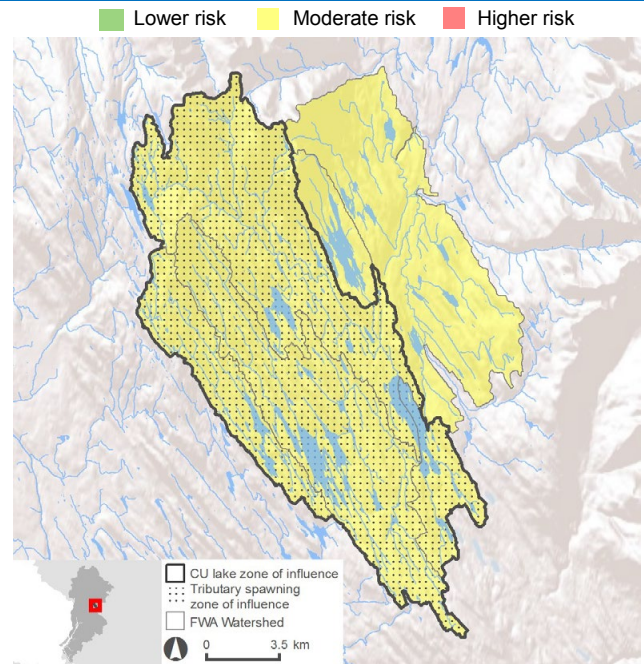 Lower risk Moderate risk Higher risk
CU lake zone of influence
Tributary spawning
zone of influence
FWA Watershed
0 3.5 km